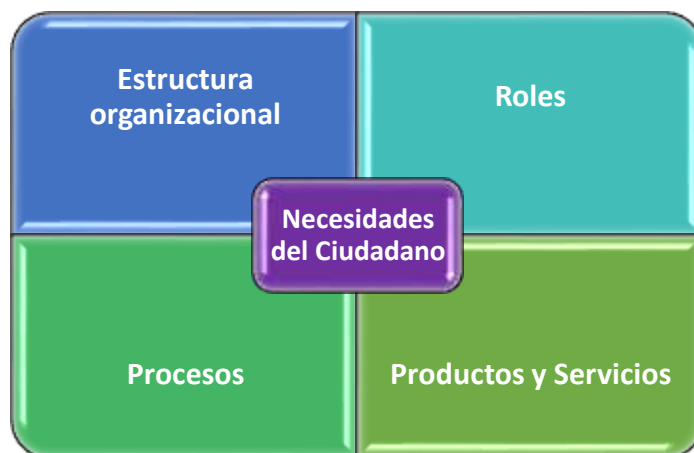 Estructura
organizacional
Roles
Necesidades
del Ciudadano
Procesos
Productos y Servicios